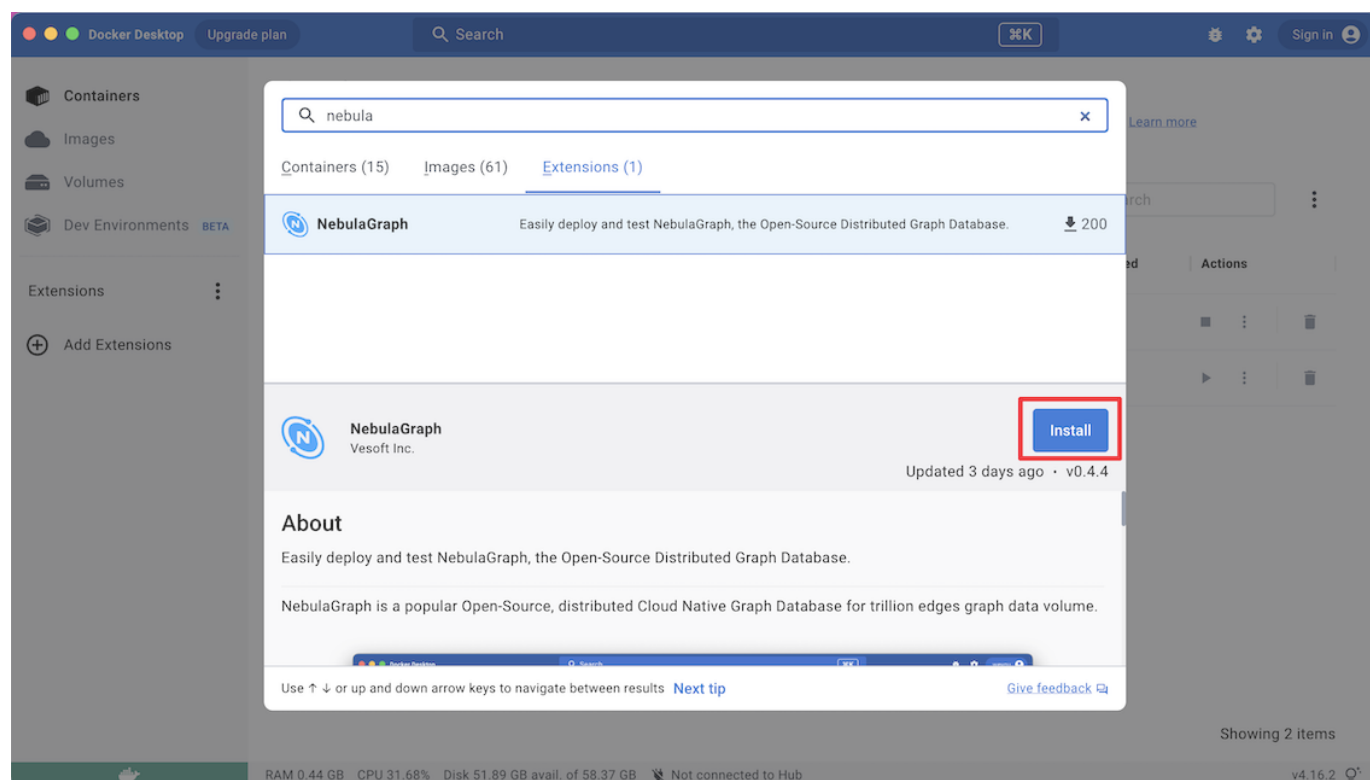 Docker Desktop Upgrade plan Search ⌘K Sign in
Containers
Images
Volumes
Dev Environments BETA
Extensions
Add Extensions
Learn more
Actions
nebula
Containers (15) Images (61) Extensions (1)
NebulaGraph Easily deploy and test NebulaGraph, the Open-Source Distributed Graph Database. 200
NebulaGraph
Vesoft Inc.
Install
Updated 3 days ago · v0.4.4
About
Easily deploy and test NebulaGraph, the Open-Source Distributed Graph Database.
NebulaGraph is a popular Open-Source, distributed Cloud Native Graph Database for trillion edges graph data volume.
Docker Desktop Search ⌘K
Use ↑ ↓ or up and down arrow keys to navigate between results Next tip Give feedback
Showing 2 items
RAM 0.44 GB CPU 31.68% Disk 51.89 GB avail. of 58.37 GB Not connected to Hub v4.16.2